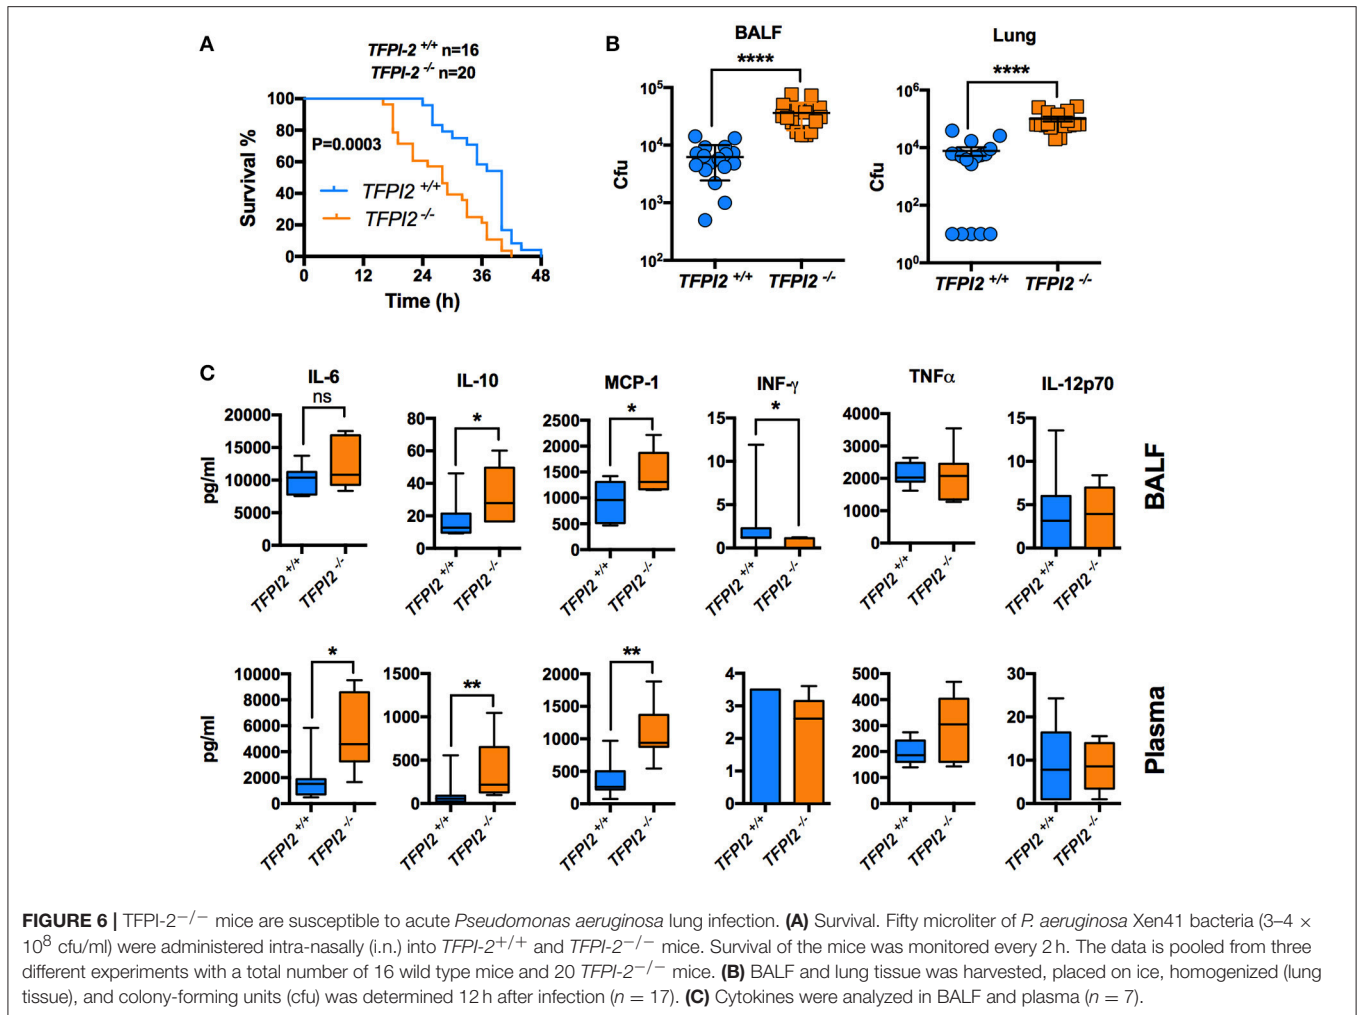 A
TFPI-2 +/+ n=16
TFPI-2 -/- n=20
100
80
60
40
20
0
Survival %
P=0.0003
TFPI2 +/+
TFPI2 -/-
0 12 24 36 48
Time (h)
B
BALF
****
10^5
10^4
10^3
10^2
Cfu
TFPI2 +/+ TFPI2 -/-
Lung
****
10^6
10^4
10^2
10^0
Cfu
TFPI2 +/+ TFPI2 -/-
C
IL-6
ns
20000
15000
10000
5000
0
pg/ml
TFPI2 +/+ TFPI2 -/-
IL-10
*
80
60
40
20
0
TFPI2 +/+ TFPI2 -/-
MCP-1
*
2500
2000
1500
1000
500
0
TFPI2 +/+ TFPI2 -/-
INF-γ
*
15
10
5
0
TFPI2 +/+ TFPI2 -/-
TNFα
4000
3000
2000
1000
0
TFPI2 +/+ TFPI2 -/-
IL-12p70
15
10
5
0
TFPI2 +/+ TFPI2 -/-
BALF
*
10000
8000
6000
4000
2000
0
pg/ml
TFPI2 +/+ TFPI2 -/-
**
1500
1000
500
0
TFPI2 +/+ TFPI2 -/-
**
2000
1500
1000
500
0
TFPI2 +/+ TFPI2 -/-
4
3
2
1
0
TFPI2 +/+ TFPI2 -/-
500
400
300
200
100
0
TFPI2 +/+ TFPI2 -/-
30
20
10
0
TFPI2 +/+ TFPI2 -/-
Plasma
FIGURE 6 | TFPI-2−/− mice are susceptible to acute Pseudomonas aeruginosa lung infection. (A) Survival. Fifty microliter of P. aeruginosa Xen41 bacteria (3–4 ×
10^8 cfu/ml) were administered intra-nasally (i.n.) into TFPI-2+/+ and TFPI-2−/− mice. Survival of the mice was monitored every 2 h. The data is pooled from three
different experiments with a total number of 16 wild type mice and 20 TFPI-2−/− mice. (B) BALF and lung tissue was harvested, placed on ice, homogenized (lung
tissue), and colony-forming units (cfu) was determined 12 h after infection (n = 17). (C) Cytokines were analyzed in BALF and plasma (n = 7).